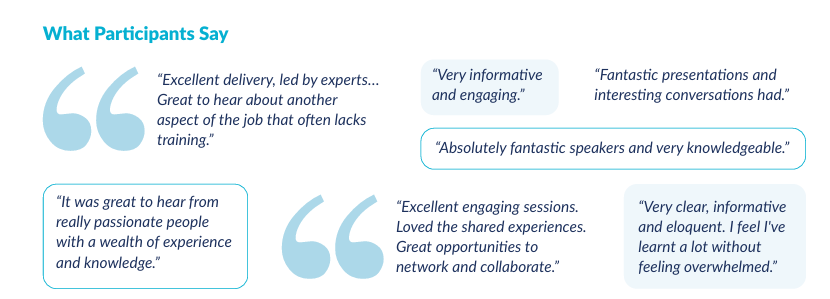 What Participants Say
“Excellent delivery, led by experts...
Great to hear about another
aspect of the job that often lacks
training.”
“Very informative
and engaging.”
“Fantastic presentations and
interesting conversations had.”
“Absolutely fantastic speakers and very knowledgeable.”
“It was great to hear from
really passionate people
with a wealth of experience
and knowledge.”
“Excellent engaging sessions.
Loved the shared experiences.
Great opportunities to
network and collaborate.”
“Very clear, informative
and eloquent. I feel I've
learnt a lot without
feeling overwhelmed.”